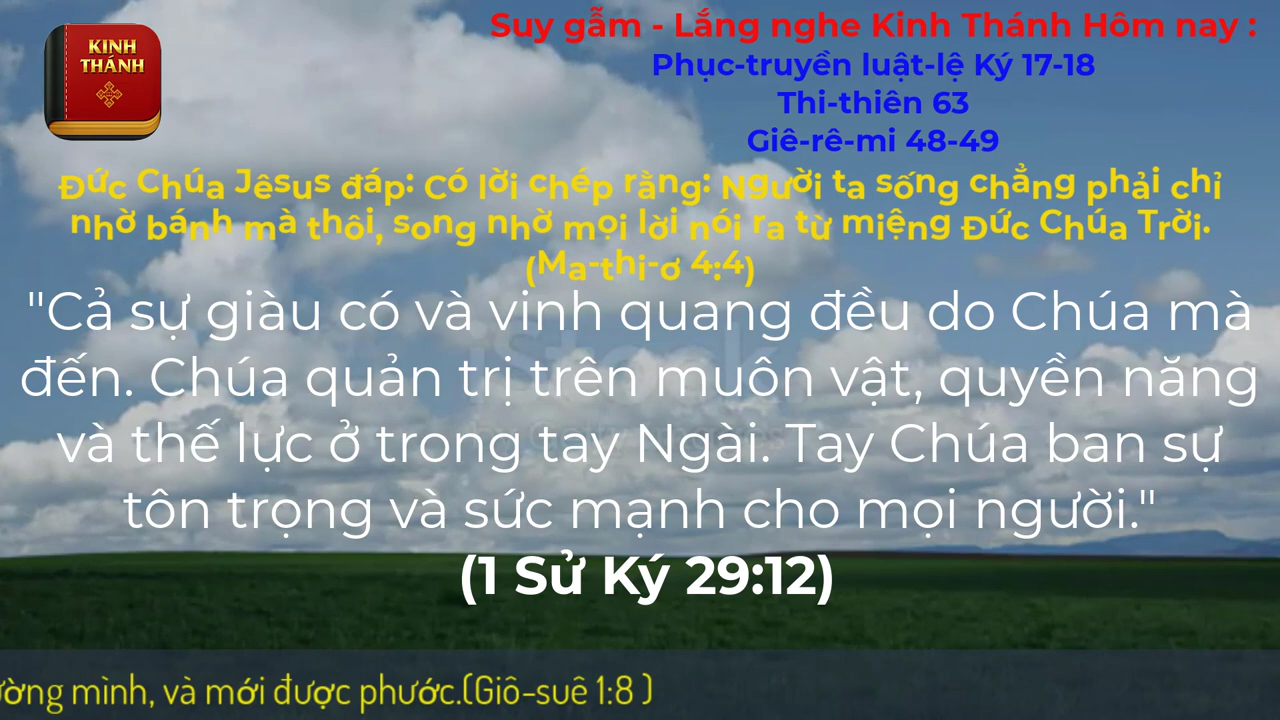 KINH
THÁNH
Suy gẫm - Lắng nghe Kinh Thánh Hôm nay :
Phục-truyền luật-lệ Ký 17-18
Thi-thiên 63
Giê-rê-mi 48-49
Đức Chúa Jêsus đáp: Có lời chép rằng: Người ta sống chẳng phải chỉ
nhờ bánh mà thôi, song nhờ mọi lời nói ra từ miệng Đức Chúa Trời.
(Ma-thi-ơ 4:4)
"Cả sự giàu có và vinh quang đều do Chúa mà
đến. Chúa quản trị trên muôn vật, quyền năng
và thế lực ở trong tay Ngài. Tay Chúa ban sự
tôn trọng và sức mạnh cho mọi người."
(1 Sử Ký 29:12)
ường mình, và mới được phước.(Giô-suê 1:8 )